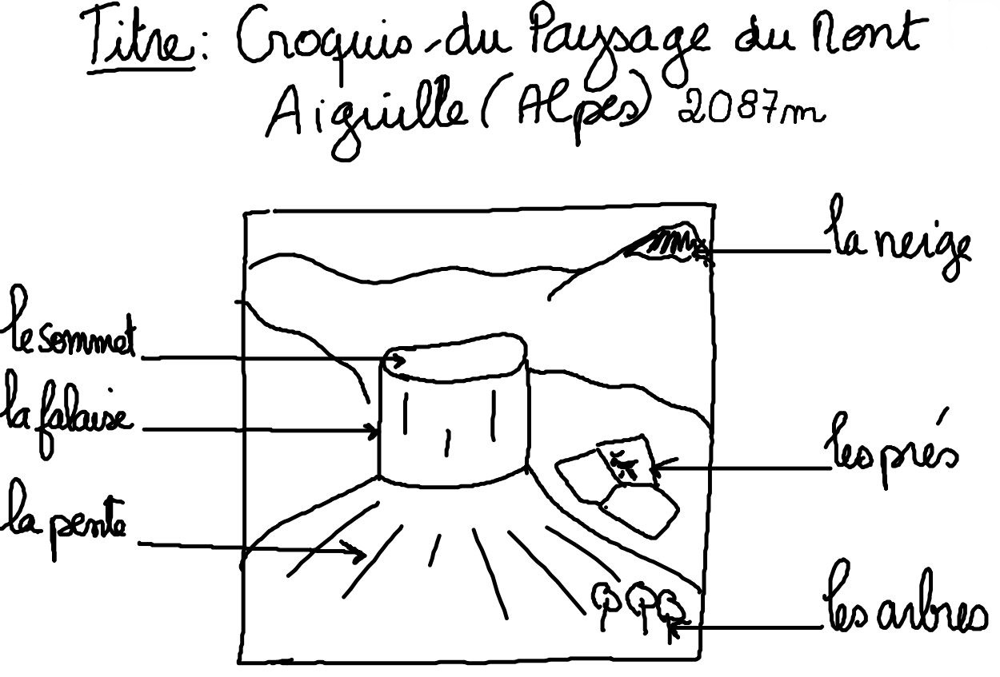 Titre : Croquis du Paysage du Mont
Aiguille (Alpes) 2087m
la neige
le sommet
la falaise
les prés
la pente
les arbres